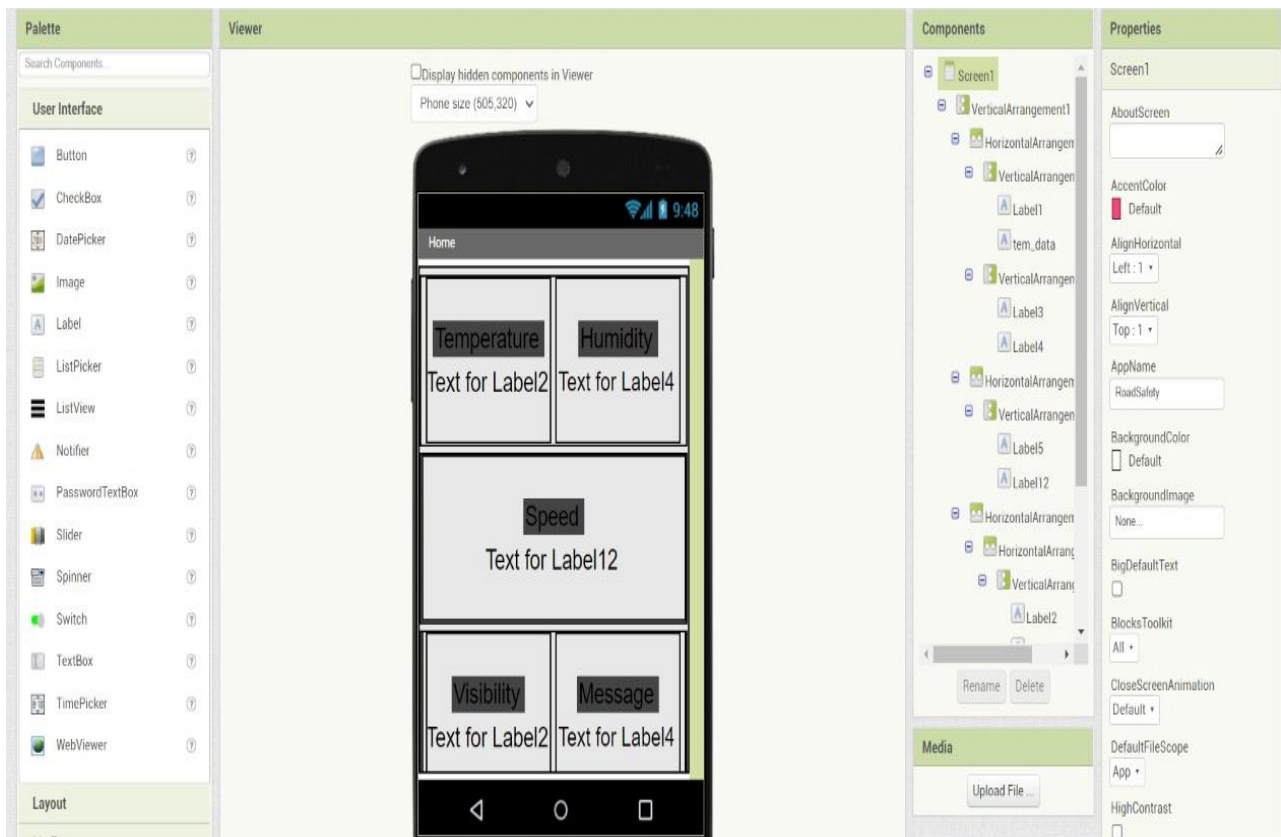 Palette
Search Components...
User Interface
Button
CheckBox
DatePicker
Image
Label
ListPicker
ListView
Notifier
PasswordTextBox
Slider
Spinner
Switch
TextBox
TimePicker
WebViewer
Layout
Viewer
Display hidden components in Viewer
Phone size (505,320)
9:48
Home
Temperature Humidity
Text for Label2 Text for Label4
Speed
Text for Label12
Visibility Message
Text for Label2 Text for Label4
Components
Screen1
VerticalArrangement1
HorizontalArrangem
VerticalArrangen
Label1
tem_data
VerticalArrangen
Label3
Label4
HorizontalArrangem
VerticalArrangen
Label5
Label12
HorizontalArrangem
HorizontalArrang
VerticalArrang
Label2
Rename Delete
Media
Upload File ...
Properties
Screen1
AboutScreen
AccentColor
Default
AlignHorizontal
Left : 1
AlignVertical
Top : 1
AppName
RoadSafety
BackgroundColor
Default
BackgroundImage
None...
BigDefaultText
BlocksToolkit
All
CloseScreenAnimation
Default
DefaultFileScope
App
HighContrast